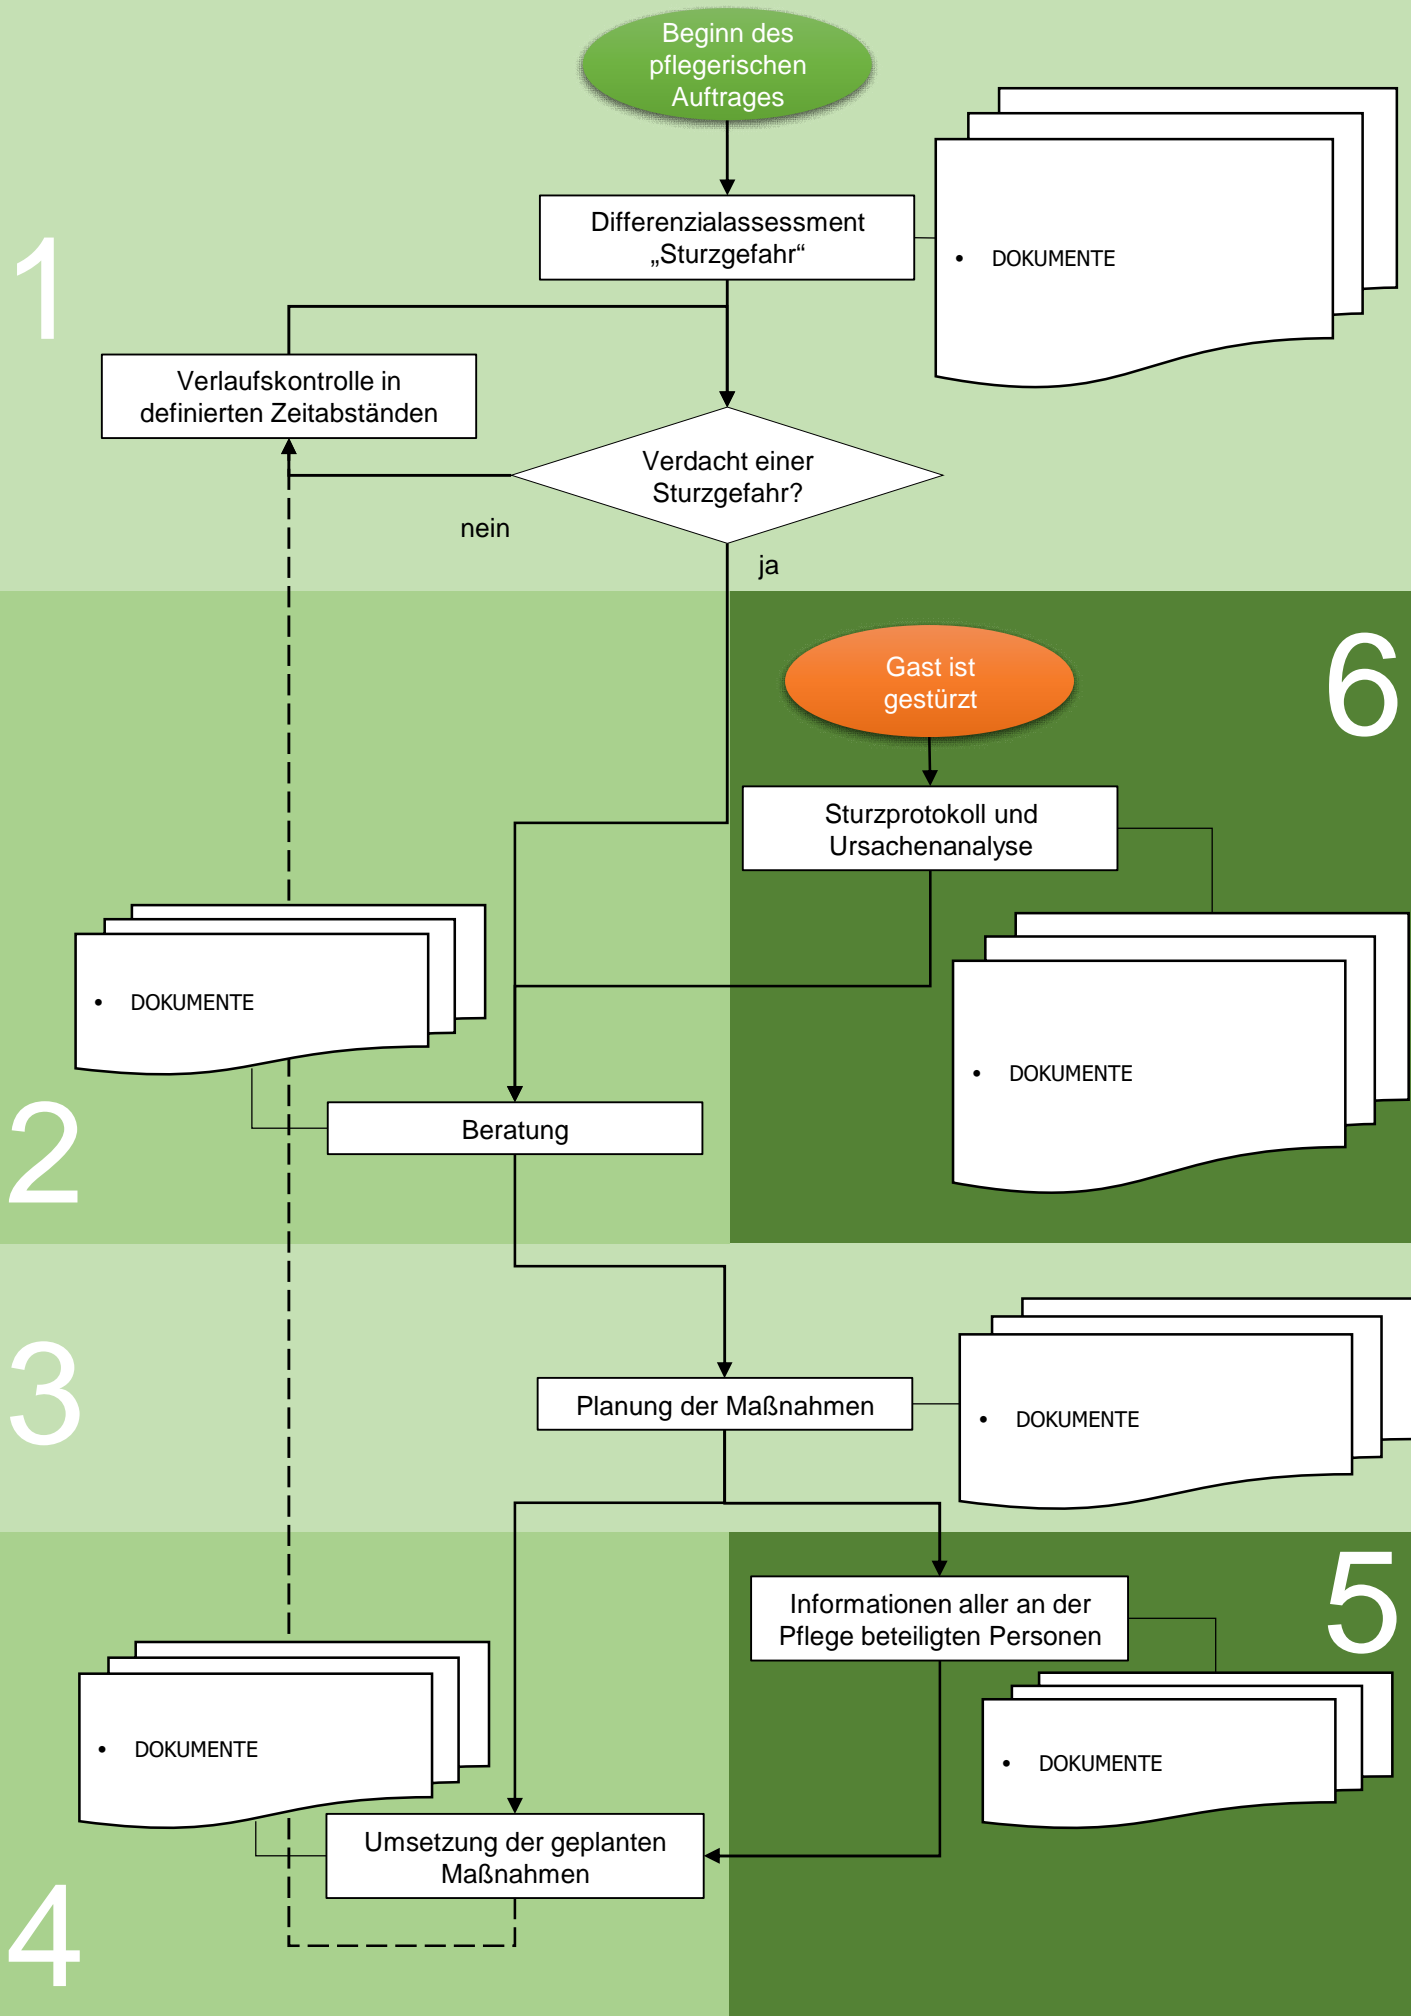 Beginn des
pflegerischen
Auftrages
Differenzialassessment
„Sturzgefahr“
• DOKUMENTE
1
Verlaufskontrolle in
definierten Zeitabständen
Verdacht einer
Sturzgefahr?
nein
ja
6
Gast ist
gestürzt
Sturzprotokoll und
Ursachenanalyse
• DOKUMENTE
• DOKUMENTE
2
Beratung
3
Planung der Maßnahmen
• DOKUMENTE
5
Informationen aller an der
Pflege beteiligten Personen
• DOKUMENTE
• DOKUMENTE
Umsetzung der geplanten
Maßnahmen
4